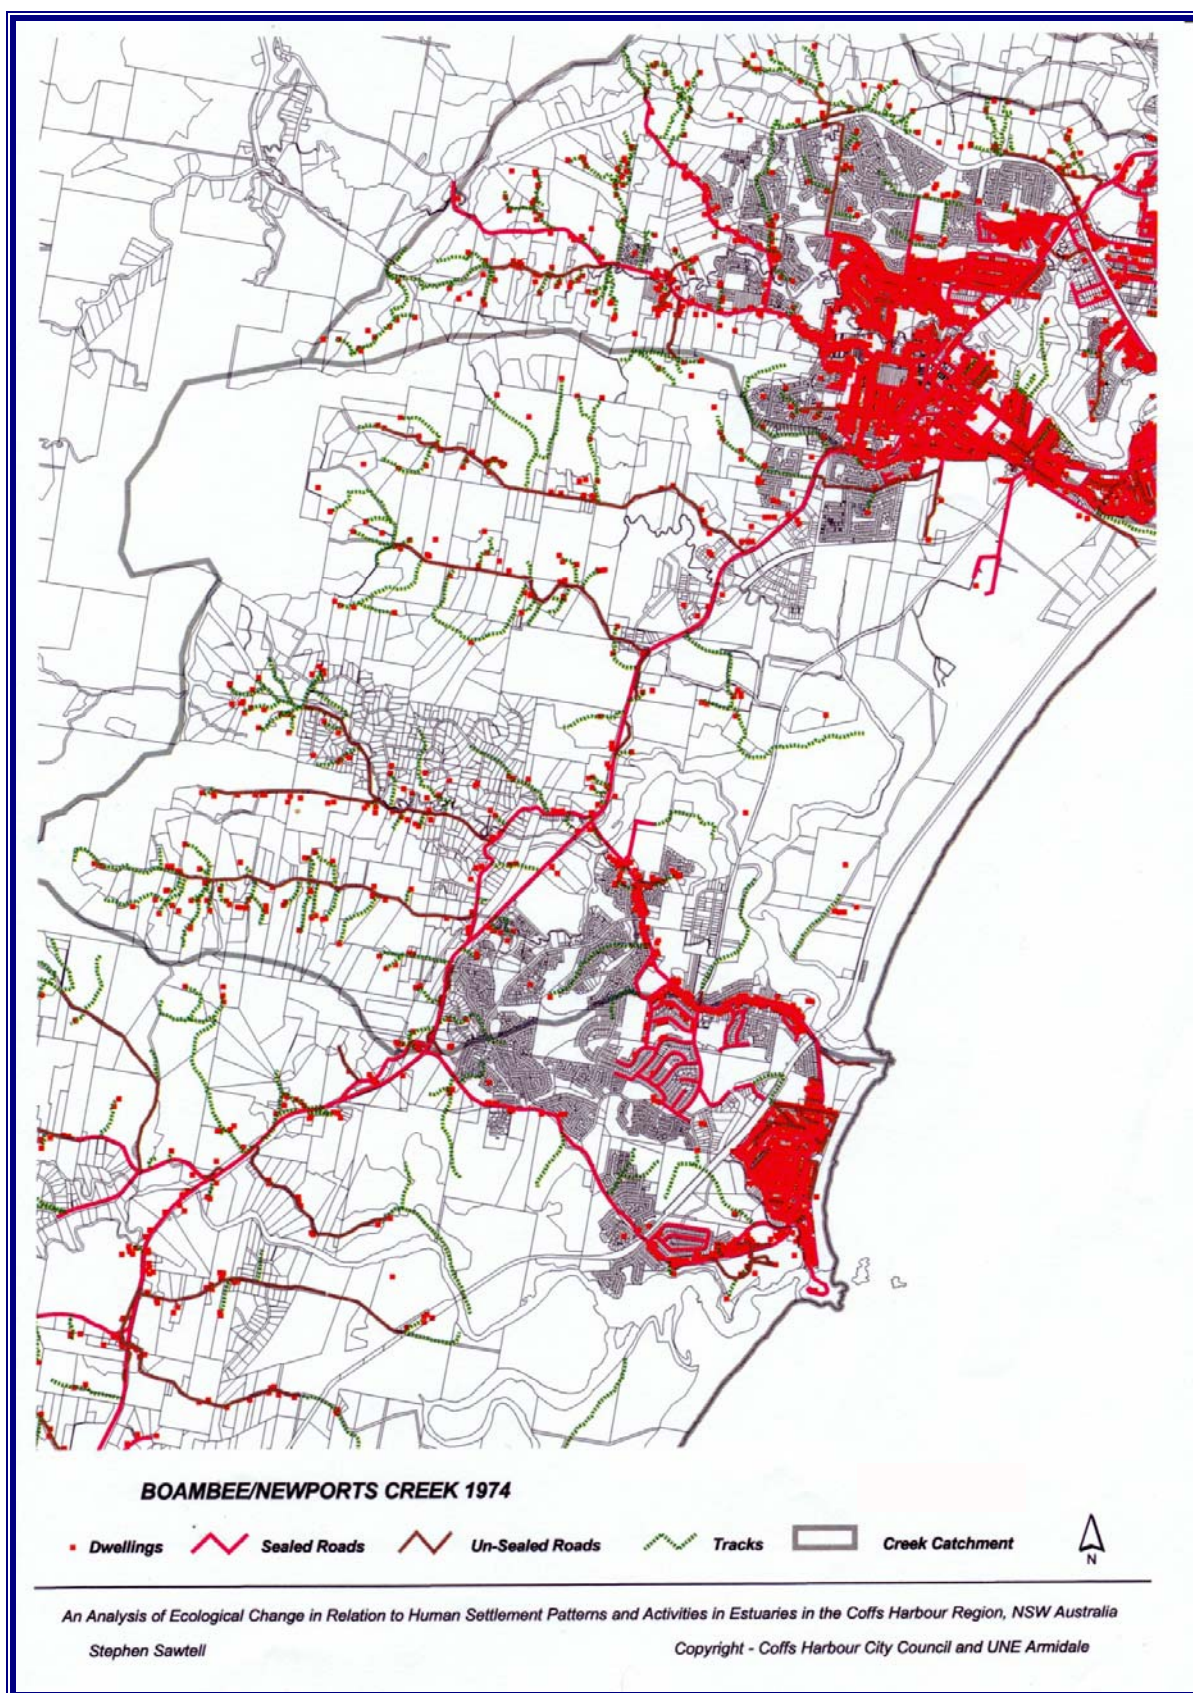 BOAMBEE/NEWPORTS CREEK 1974
Dwellings Sealed Roads Un-Sealed Roads Tracks Creek Catchment
N
An Analysis of Ecological Change in Relation to Human Settlement Patterns and Activities in Estuaries in the Coffs Harbour Region, NSW Australia
Stephen Sawtell Copyright - Coffs Harbour City Council and UNE Armidale